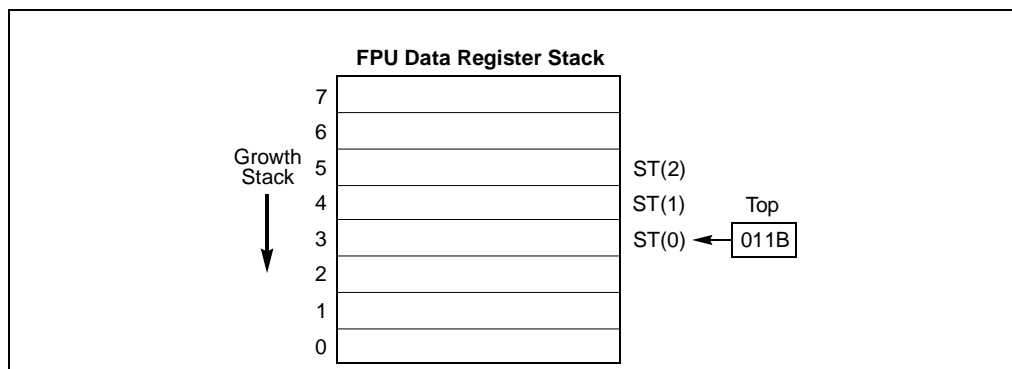 FPU Data Register Stack
7
6
Growth
Stack
5
ST(2)
4
ST(1)
Top
3
ST(0)
011B
2
1
0